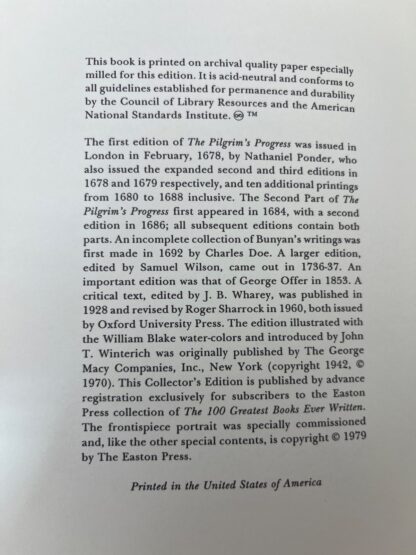 This book is printed on archival quality paper especially
milled for this edition. It is acid-neutral and conforms to
all guidelines established for permanence and durability
by the Council of Library Resources and the American
National Standards Institute. ♾ ™
The first edition of The Pilgrim's Progress was issued in
London in February, 1678, by Nathaniel Ponder, who
also issued the expanded second and third editions in
1678 and 1679 respectively, and ten additional printings
from 1680 to 1688 inclusive. The Second Part of The
Pilgrim's Progress first appeared in 1684, with a second
edition in 1686; all subsequent editions contain both
parts. An incomplete collection of Bunyan's writings was
first made in 1692 by Charles Doe. A larger edition,
edited by Samuel Wilson, came out in 1736-37. An
important edition was that of George Offer in 1853. A
critical text, edited by J. B. Wharey, was published in
1928 and revised by Roger Sharrock in 1960, both issued
by Oxford University Press. The edition illustrated with
the William Blake water-colors and introduced by John
T. Winterich was originally published by The George
Macy Companies, Inc., New York (copyright 1942, ©
1970). This Collector's Edition is published by advance
registration exclusively for subscribers to the Easton
Press collection of The 100 Greatest Books Ever Written.
The frontispiece portrait was specially commissioned
and, like the other special contents, is copyright © 1979
by The Easton Press.
Printed in the United States of America